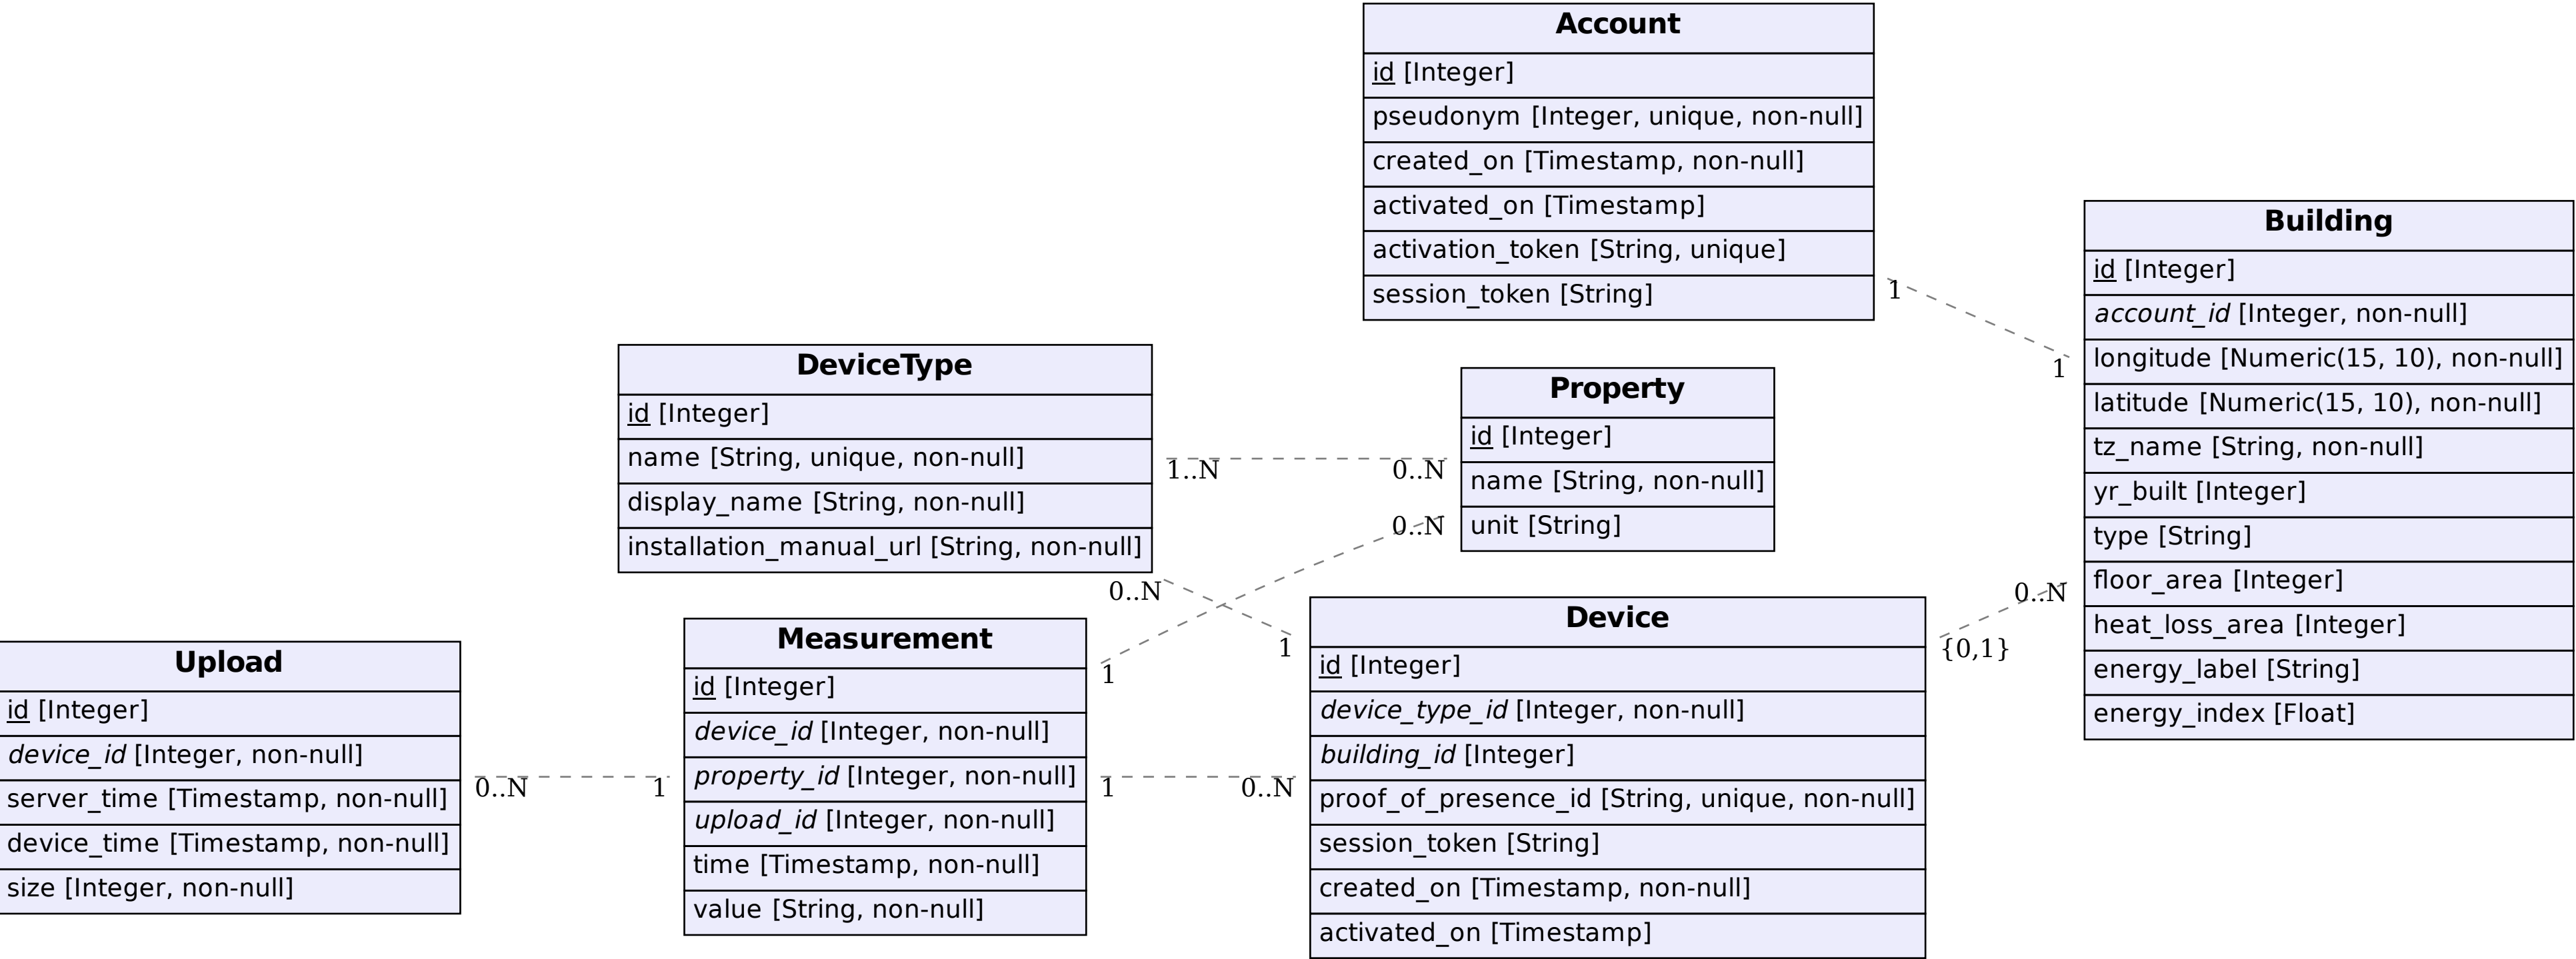 Account
id [Integer]
pseudonym [Integer, unique, non-null]
created_on [Timestamp, non-null]
activated_on [Timestamp]
activation_token [String, unique]
session_token [String]
1
1
Building
id [Integer]
account_id [Integer, non-null]
longitude [Numeric(15, 10), non-null]
latitude [Numeric(15, 10), non-null]
tz_name [String, non-null]
yr_built [Integer]
type [String]
floor_area [Integer]
heat_loss_area [Integer]
energy_label [String]
energy_index [Float]
DeviceType
id [Integer]
name [String, unique, non-null]
display_name [String, non-null]
installation_manual_url [String, non-null]
1..N
0..N
Property
id [Integer]
name [String, non-null]
unit [String]
0..N
1
0..N
1
Upload
id [Integer]
device_id [Integer, non-null]
server_time [Timestamp, non-null]
device_time [Timestamp, non-null]
size [Integer, non-null]
0..N
1
Measurement
id [Integer]
device_id [Integer, non-null]
property_id [Integer, non-null]
upload_id [Integer, non-null]
time [Timestamp, non-null]
value [String, non-null]
1
0..N
Device
id [Integer]
device_type_id [Integer, non-null]
building_id [Integer]
proof_of_presence_id [String, unique, non-null]
session_token [String]
created_on [Timestamp, non-null]
activated_on [Timestamp]
{0,1}
0..N